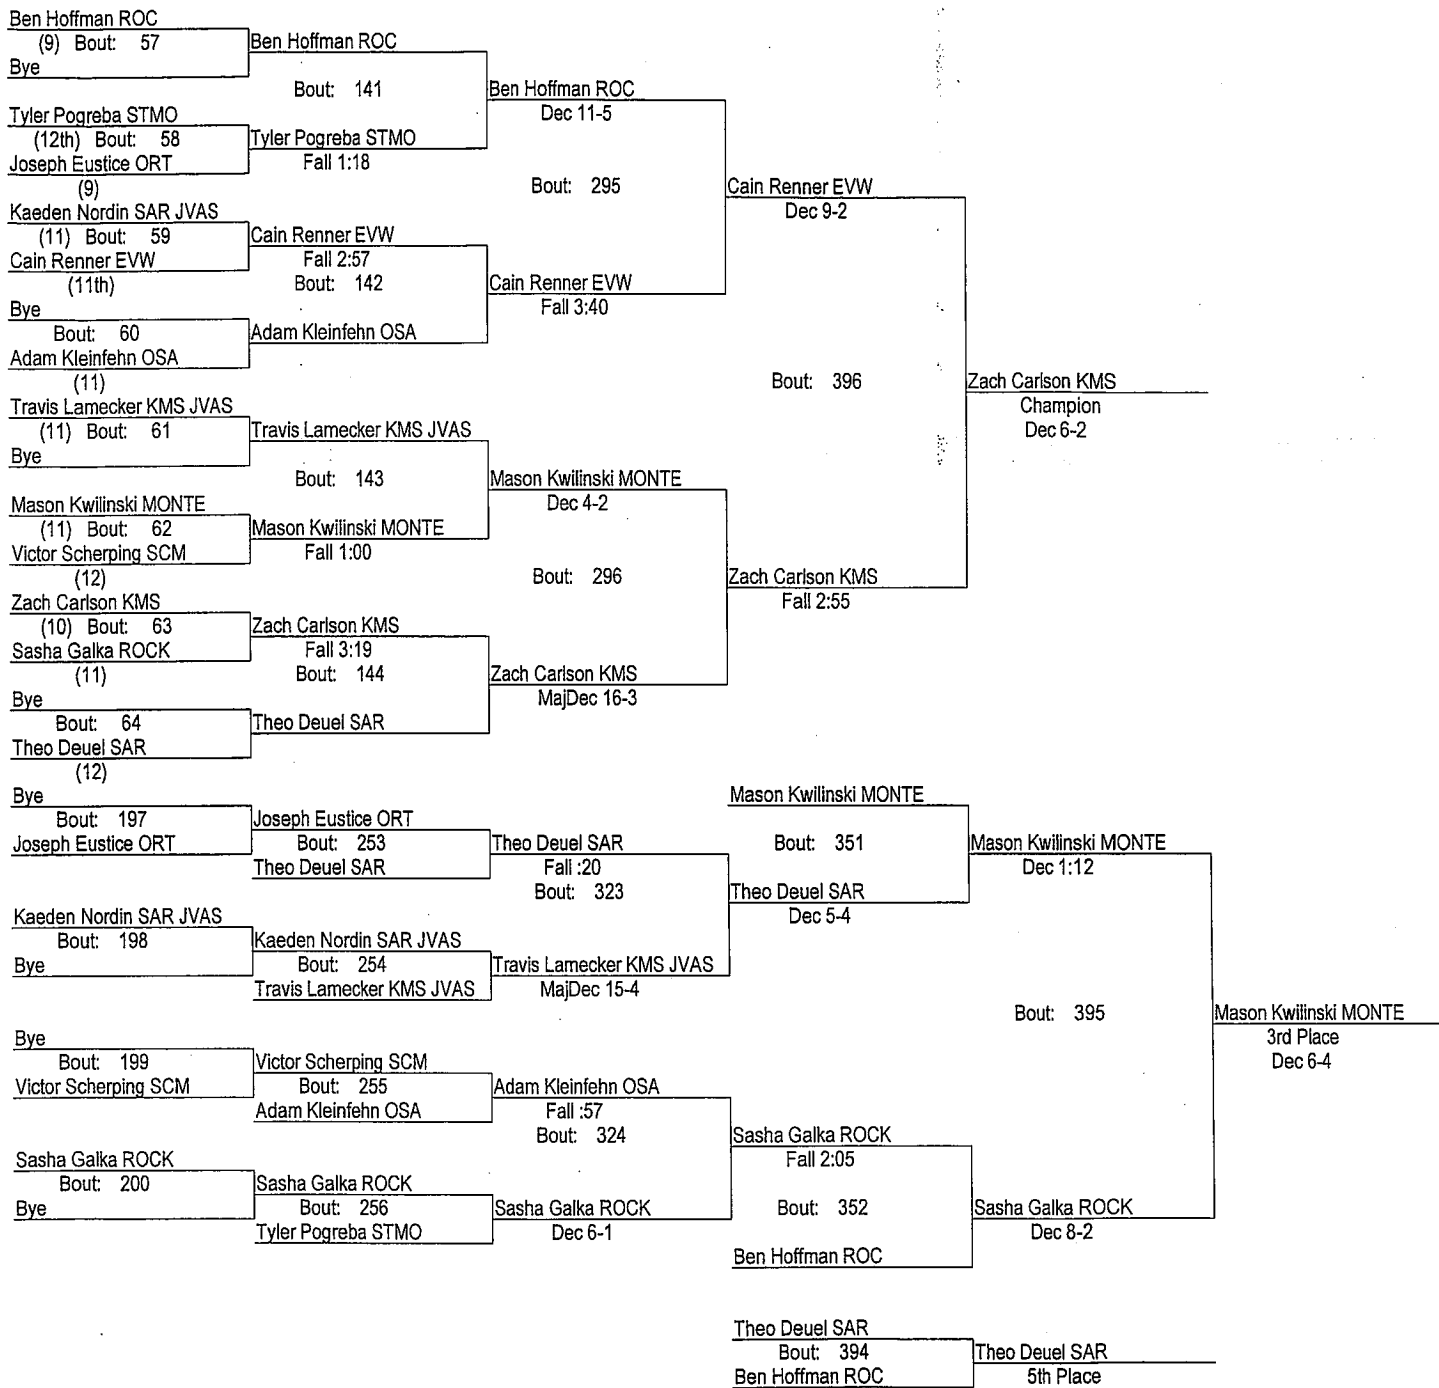 Ben Hoffman ROC
(9) Bout: 57
Bye
Ben Hoffman ROC
Bout: 141
Tyler Pogreba STMO
(12th) Bout: 58
Joseph Eustice ORT
(9)
Tyler Pogreba STMO
Fall 1:18
Ben Hoffman ROC
Dec 11-5
Bout: 295
Kaeden Nordin SAR JVAS
(11) Bout: 59
Cain Renner EVW
(11th)
Cain Renner EVW
Fall 2:57
Bout: 142
Bye
Bout: 60
Adam Kleinfehn OSA
(11)
Adam Kleinfehn OSA
Cain Renner EVW
Fall 3:40
Cain Renner EVW
Dec 9-2
Bout: 396
Travis Lamecker KMS JVAS
(11) Bout: 61
Bye
Travis Lamecker KMS JVAS
Bout: 143
Mason Kwilinski MONTE
(11) Bout: 62
Victor Scherping SCM
(12)
Mason Kwilinski MONTE
Fall 1:00
Mason Kwilinski MONTE
Dec 4-2
Bout: 296
Zach Carlson KMS
(10) Bout: 63
Sasha Galka ROCK
(11)
Zach Carlson KMS
Fall 3:19
Bout: 144
Bye
Bout: 64
Theo Deuel SAR
(12)
Theo Deuel SAR
Zach Carlson KMS
MajDec 16-3
Zach Carlson KMS
Fall 2:55
Zach Carlson KMS
Champion
Dec 6-2
Bye
Bout: 197
Joseph Eustice ORT
Joseph Eustice ORT
Bout: 253
Theo Deuel SAR
Theo Deuel SAR
Fall :20
Bout: 323
Kaeden Nordin SAR JVAS
Bout: 198
Bye
Kaeden Nordin SAR JVAS
Bout: 254
Travis Lamecker KMS JVAS
Travis Lamecker KMS JVAS
MajDec 15-4
Mason Kwilinski MONTE
Bout: 351
Theo Deuel SAR
Dec 5-4
Mason Kwilinski MONTE
Dec 1:12
Bout: 395
Bye
Bout: 199
Victor Scherping SCM
Victor Scherping SCM
Bout: 255
Adam Kleinfehn OSA
Adam Kleinfehn OSA
Fall :57
Bout: 324
Sasha Galka ROCK
Bout: 200
Bye
Sasha Galka ROCK
Bout: 256
Tyler Pogreba STMO
Sasha Galka ROCK
Dec 6-1
Sasha Galka ROCK
Fall 2:05
Bout: 352
Ben Hoffman ROC
Sasha Galka ROCK
Dec 8-2
Mason Kwilinski MONTE
3rd Place
Dec 6-4
Theo Deuel SAR
Bout: 394
Ben Hoffman ROC
Theo Deuel SAR
5th Place